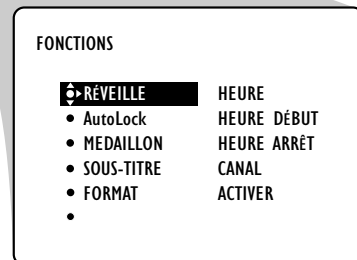 FONCTIONS
RÉVEILLE HEURE
AutoLock HEURE DÉBUT
MEDAILLON HEURE ARRÊT
SOUS-TITRE CANAL
FORMAT ACTIVER